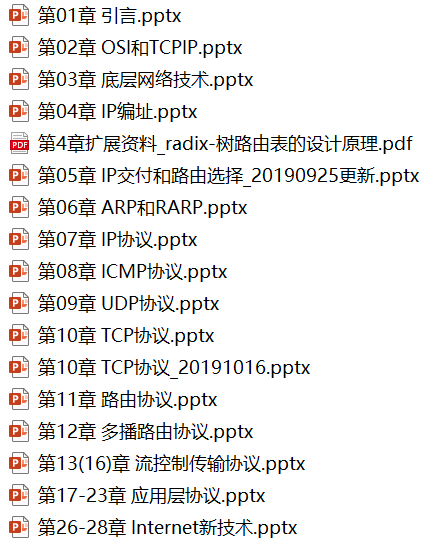 第01章 引言.pptx
第02章 OSI和TCPIP.pptx
第03章 底层网络技术.pptx
第04章 IP编址.pptx
第4章扩展资料_radix-树路由表的设计原理.pdf
第05章 IP交付和路由选择_20190925更新.pptx
第06章 ARP和RARP.pptx
第07章 IP协议.pptx
第08章 ICMP协议.pptx
第09章 UDP协议.pptx
第10章 TCP协议.pptx
第10章 TCP协议_20191016.pptx
第11章 路由协议.pptx
第12章 多播路由协议.pptx
第13(16)章 流控制传输协议.pptx
第17-23章 应用层协议.pptx
第26-28章 Internet新技术.pptx